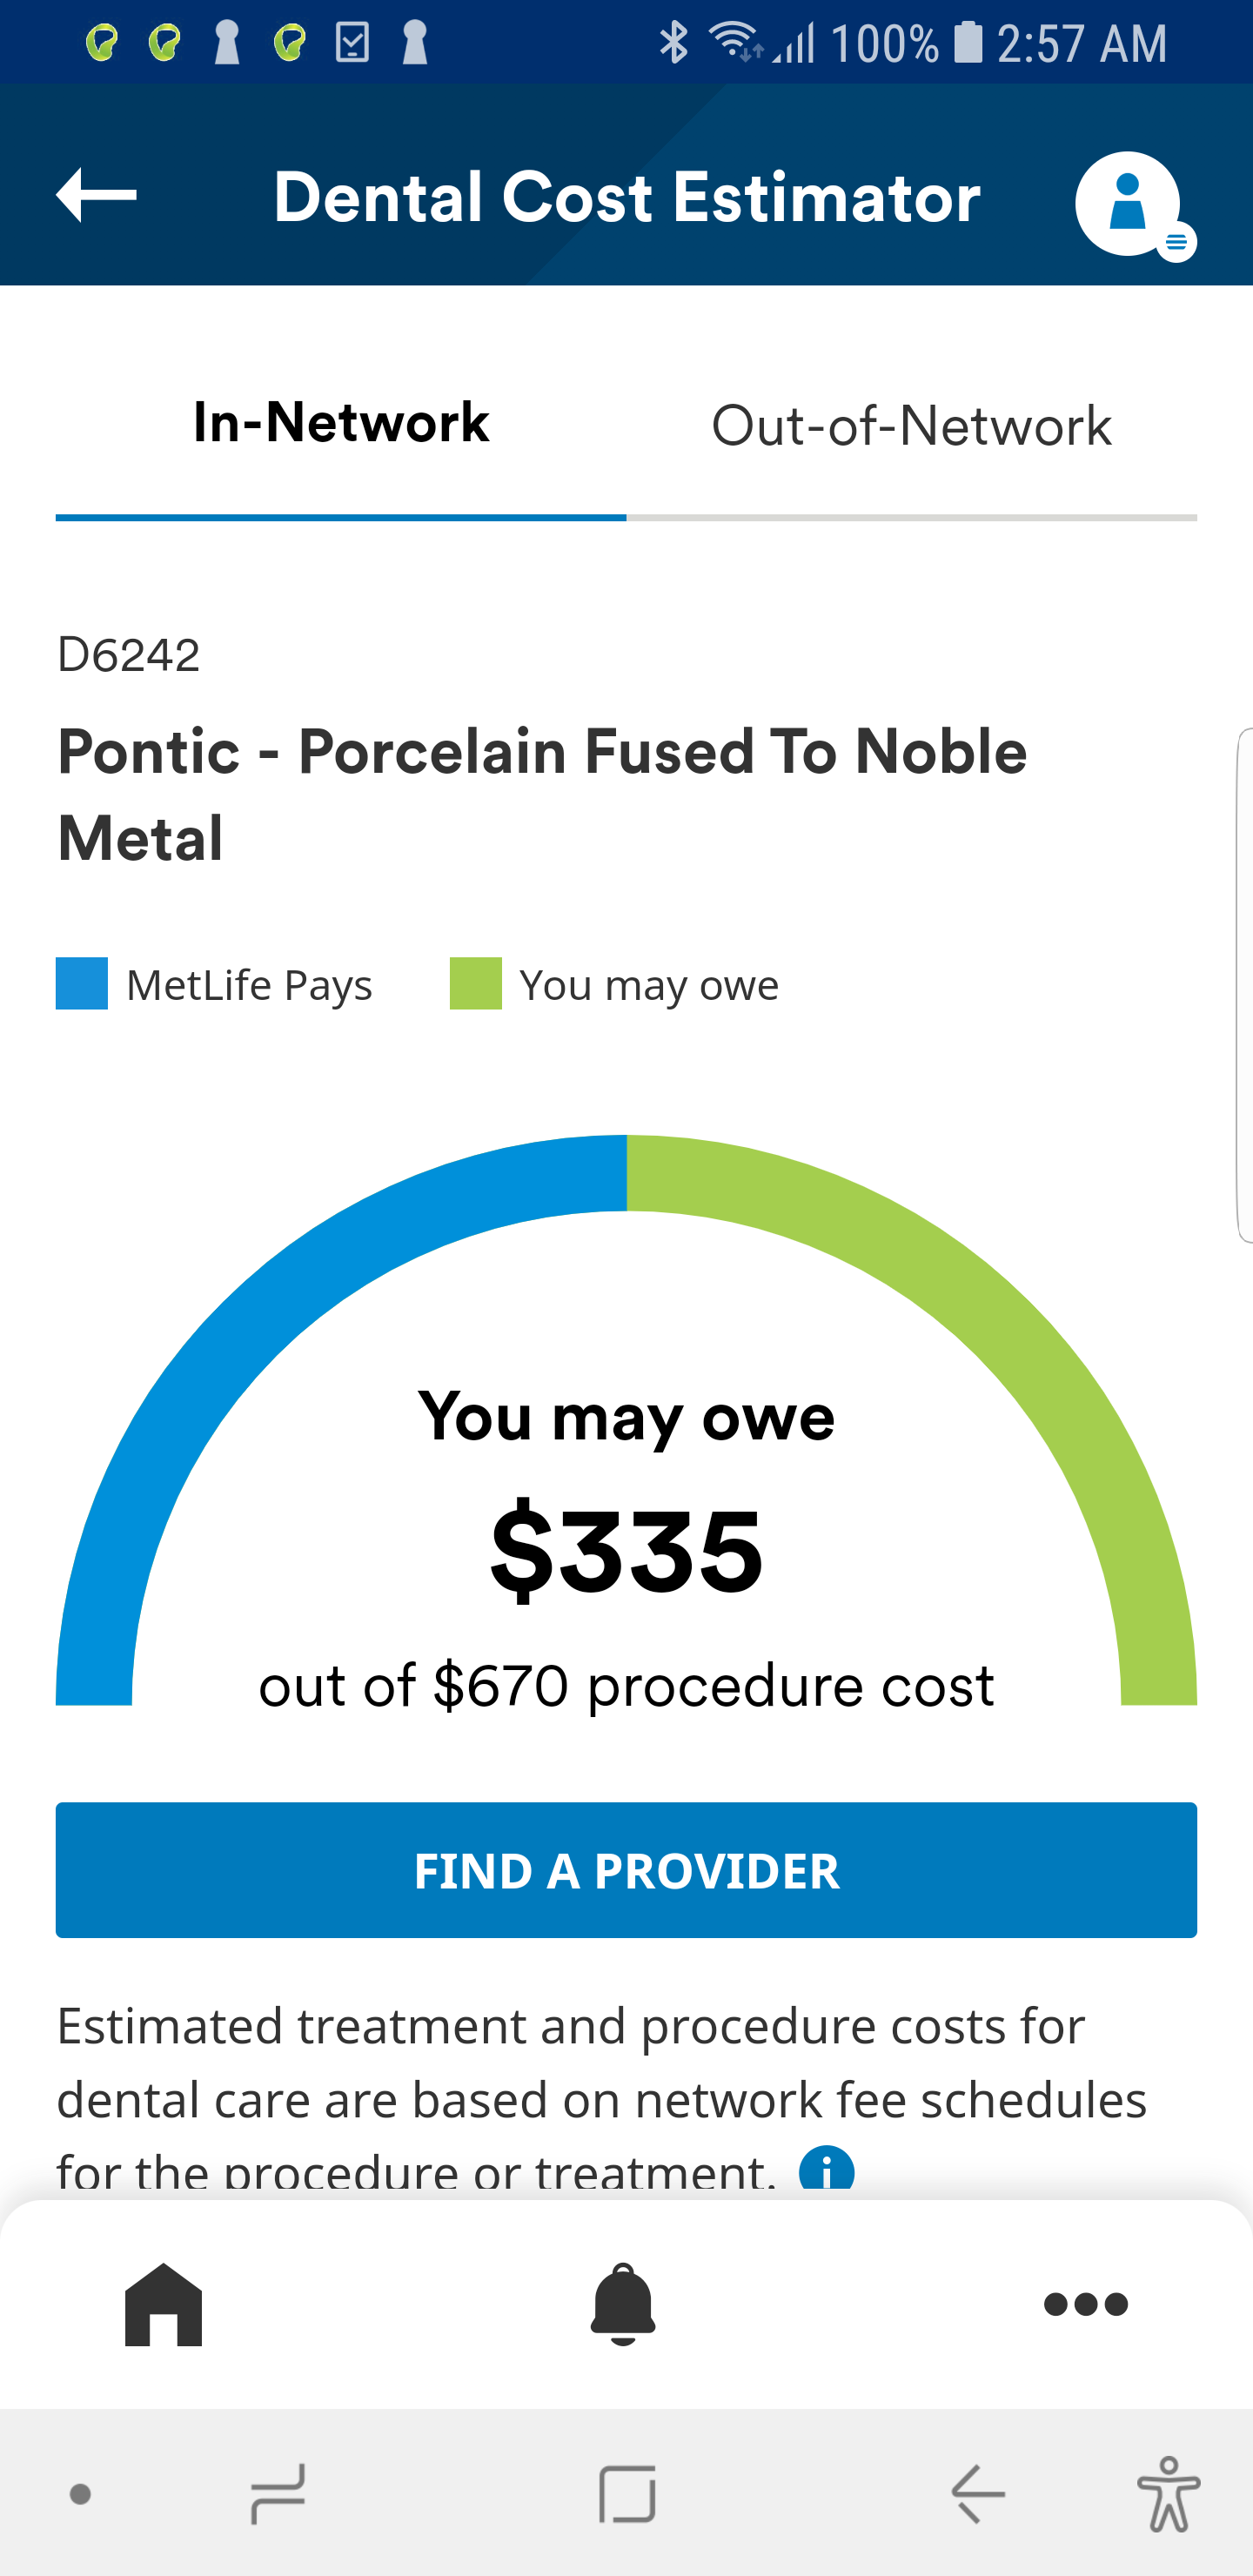 100% 2:57 AM
Dental Cost Estimator
In-Network Out-of-Network
D6242
Pontic - Porcelain Fused To Noble
Metal
MetLife Pays You may owe
You may owe
$335
out of $670 procedure cost
FIND A PROVIDER
Estimated treatment and procedure costs for
dental care are based on network fee schedules
for the procedure or treatment. i